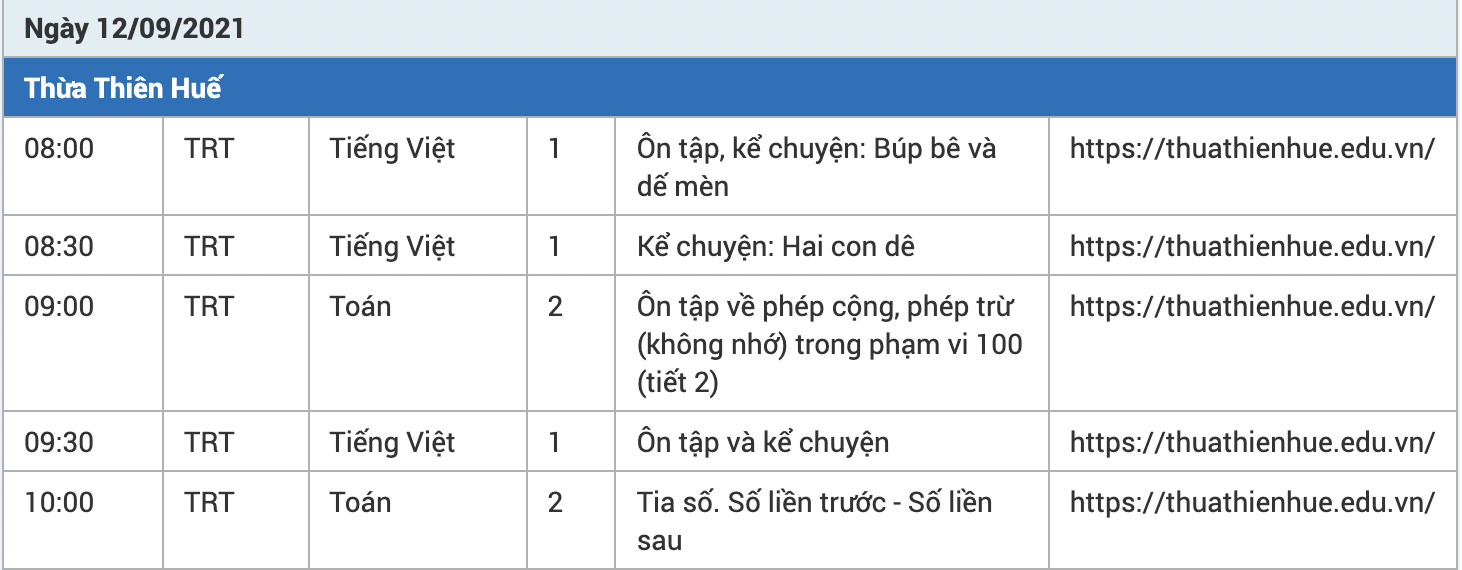 Ngày 12/09/2021
Thừa Thiên Huế
08:00 TRT Tiếng Việt 1 Ôn tập, kể chuyện: Búp bê và https://thuathienhue.edu.vn/
dế mèn
08:30 TRT Tiếng Việt 1 Kể chuyện: Hai con dê https://thuathienhue.edu.vn/
09:00 TRT Toán 2 Ôn tập về phép cộng, phép trừ https://thuathienhue.edu.vn/
(không nhớ) trong phạm vi 100
(tiết 2)
09:30 TRT Tiếng Việt 1 Ôn tập và kể chuyện https://thuathienhue.edu.vn/
10:00 TRT Toán 2 Tia số. Số liền trước - Số liền https://thuathienhue.edu.vn/
sau